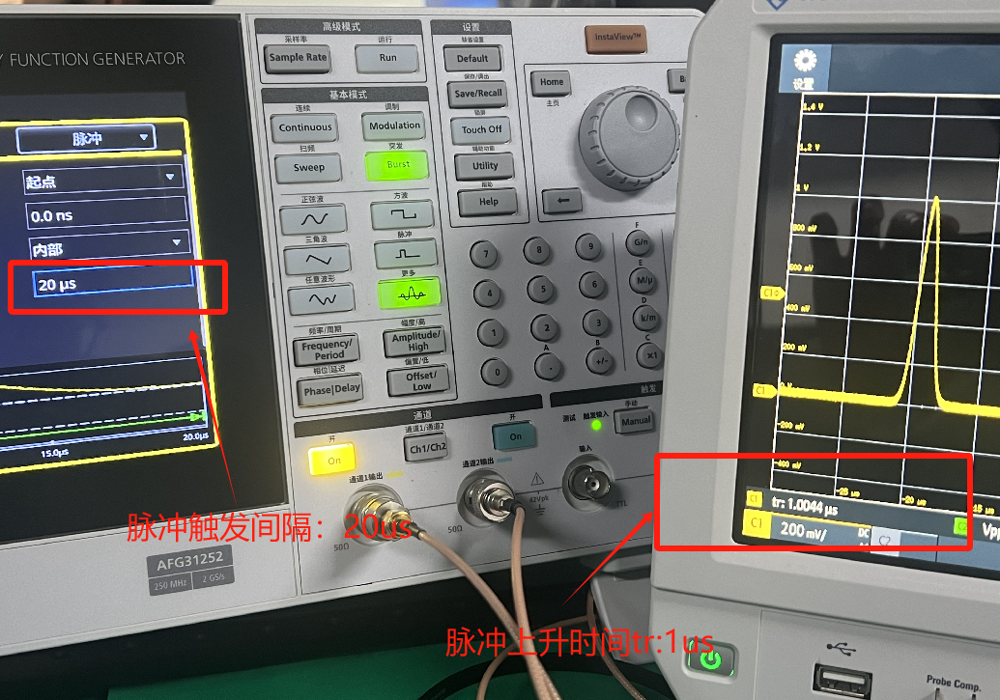 Y FUNCTION GENERATOR
脉冲
起点
0.0 ns
内部
20 μs
15.0μs
20.0μs
AFG31252
250 MHz
2 GS/s
高级模式
采样率
运行
Sample Rate
Run
基本模式
连续
调制
Continuous
Modulation
扫频
突发
Sweep
Burst
正弦波
方波
三角波
脉冲
任意波形
更多
频率/周期
幅度/高
Frequency/
Period
Amplitude/
High
相位|延迟
偏置/低
Phase|Delay
Offset/
Low
设置
缺省设置
Default
保存/调出
Save/Recall
锁屏
Touch Off
辅助功能
Utility
帮助
Help
InstaView™
Home
主页
Ba
7
8
9
F
G/n
4
5
6
E
M/μ
1
2
3
D
k/m
0
A
.
B
+/-
C
x1
通道
开
On
通道1/通道2
Ch1/Ch2
开
On
触发
测试
触发输入
手动
Manual
通道1输出
通道2输出
输入
50Ω
50Ω
42Vpk
TTL
设置
1.4 V
1.2 V
1 V
800 mV
600 mV
400 mV
200 mV
0 V
-200 mV
-400 mV
C1
C1
-25 μs
-20 μs
15
C1
tr: 1.0044 μs
C1
200 mV/
DC
Vpp
脉冲触发间隔：20us
脉冲上升时间tr:1us
Probe Comp.